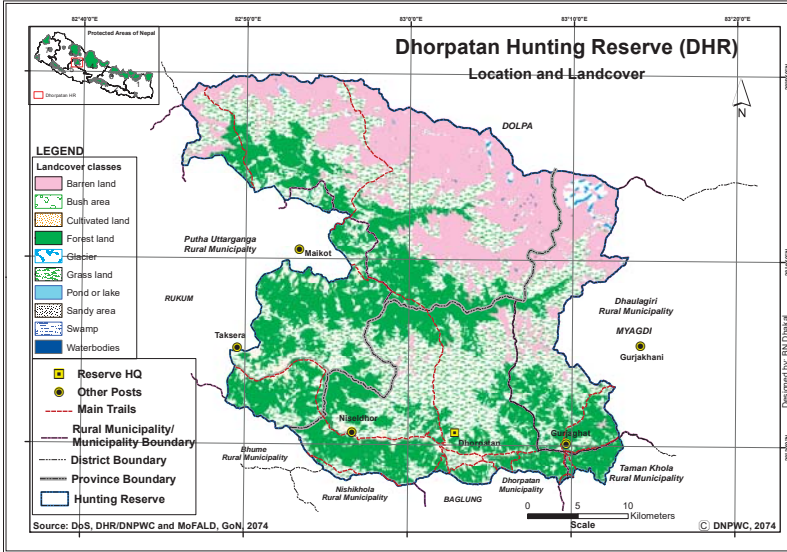 82°40'0"E
82°50'0"E
83°0'0"E
83°10'0"E
83°20'0"E
Protected Areas of Nepal
Dhorpatan HR
Dhorpatan Hunting Reserve (DHR)
Location and Landcover
N
DOLPA
LEGEND
Landcover classes
Barren land
Bush area
Cultivated land
Forest land
Glacier
Grass land
Pond or lake
Sandy area
Swamp
Waterbodies
Reserve HQ
Other Posts
Main Trails
Rural Municipality/
Municipality Boundary
District Boundary
Province Boundary
Hunting Reserve
Putha Uttarganga
Rural Municipality
Maikot
RUKUM
Taksera
Dhaulagiri
Rural Municipality
MYAGDI
Gurjakhani
Niseldhor
Dhorpatan
Gurjaghat
Bhume
Rural Municipality
Nishikhola
Rural Municipality
BAGLUNG
Dhorpatan
Municipality
Taman Khola
Rural Municipality
0 5 10
Kilometers
Scale
Designed by: BN Dhakal
Source: DoS, DHR/DNPWC and MoFALD, GoN, 2074
© DNPWC, 2074